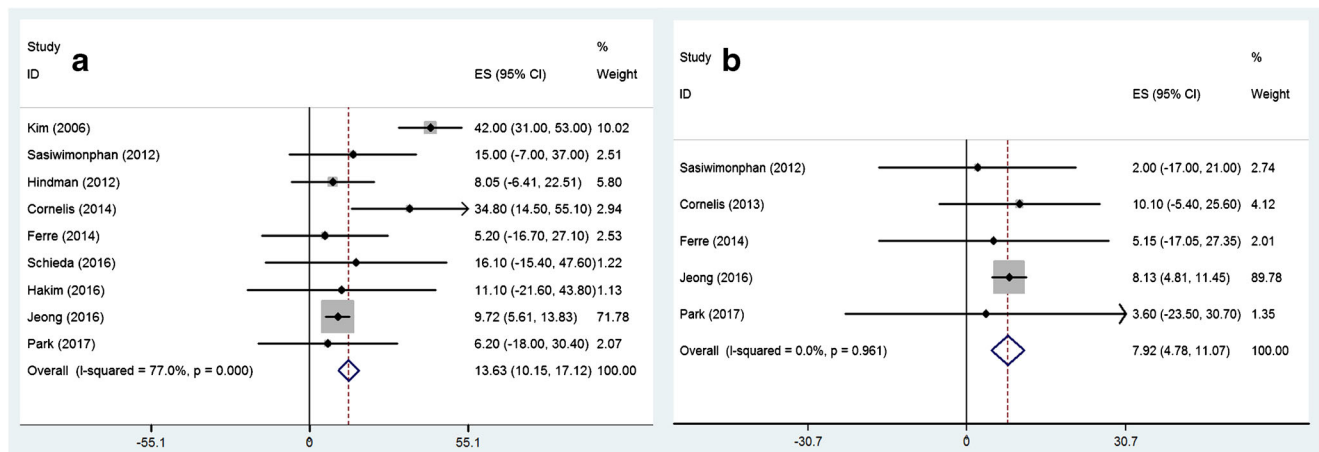 a
Study %
ID ES (95% CI) Weight
Kim (2006) 42.00 (31.00, 53.00) 10.02
Sasiwimonphan (2012) 15.00 (-7.00, 37.00) 2.51
Hindman (2012) 8.05 (-6.41, 22.51) 5.80
Cornelis (2014) 34.80 (14.50, 55.10) 2.94
Ferre (2014) 5.20 (-16.70, 27.10) 2.53
Schieda (2016) 16.10 (-15.40, 47.60) 1.22
Hakim (2016) 11.10 (-21.60, 43.80) 1.13
Jeong (2016) 9.72 (5.61, 13.83) 71.78
Park (2017) 6.20 (-18.00, 30.40) 2.07
Overall (I-squared = 77.0%, p = 0.000) 13.63 (10.15, 17.12) 100.00
-55.1 0 55.1
b
Study %
ID ES (95% CI) Weight
Sasiwimonphan (2012) 2.00 (-17.00, 21.00) 2.74
Cornelis (2013) 10.10 (-5.40, 25.60) 4.12
Ferre (2014) 5.15 (-17.05, 27.35) 2.01
Jeong (2016) 8.13 (4.81, 11.45) 89.78
Park (2017) 3.60 (-23.50, 30.70) 1.35
Overall (I-squared = 0.0%, p = 0.961) 7.92 (4.78, 11.07) 100.00
-30.7 0 30.7